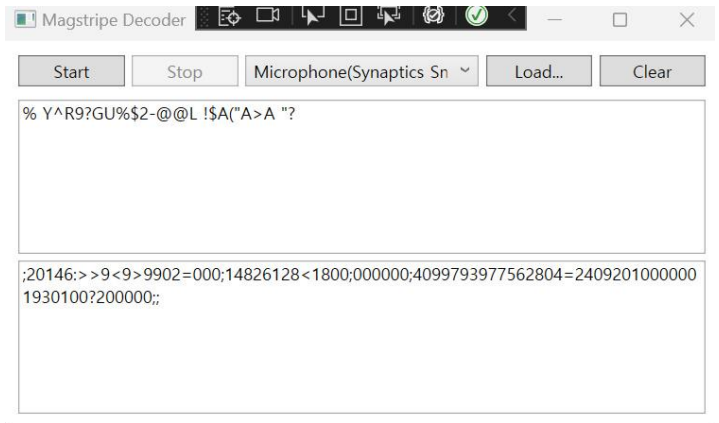 Magstripe Decoder
Start Stop Microphone(Synaptics Sn Load... Clear
% Y^R9?GU%$2-@@L !$A("A>A "?
;20146:>>9<9>9902=000;14826128<1800;000000;4099793977562804=2409201000000
1930100?200000;;